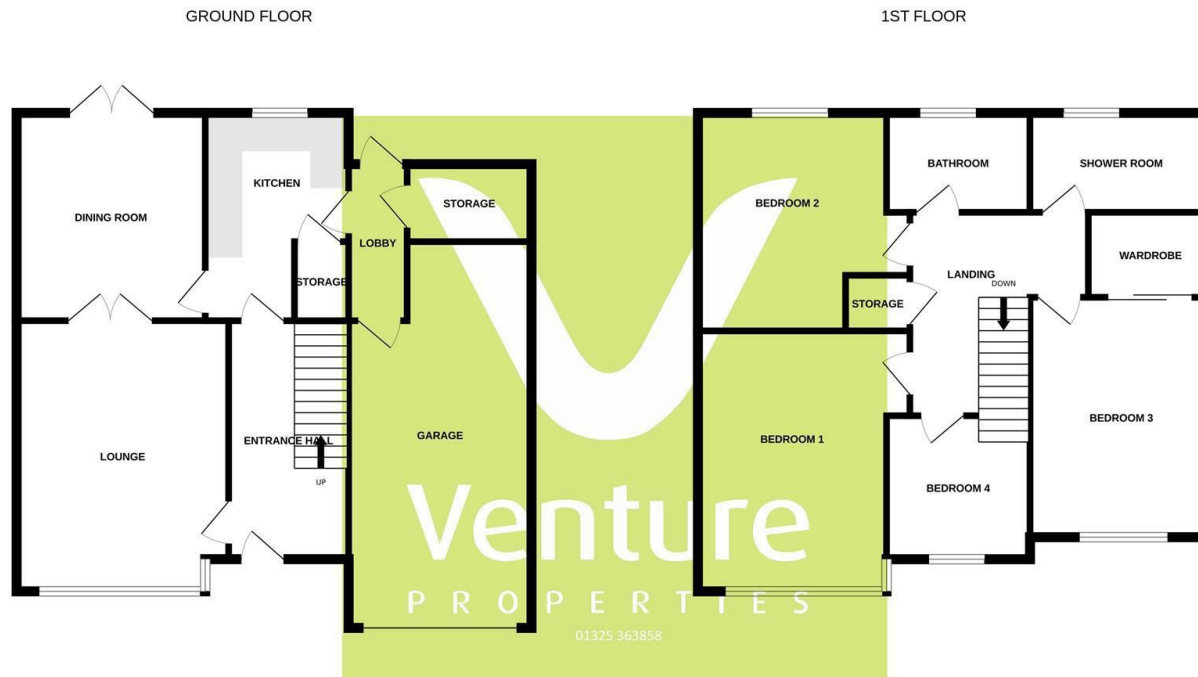 GROUND FLOOR
DINING ROOM
KITCHEN
LOBBY
STORAGE
STORAGE
LOUNGE
ENTRANCE HALL
UP
GARAGE
1ST FLOOR
BEDROOM 2
BATHROOM
SHOWER ROOM
LANDING
DOWN
WARDROBE
STORAGE
BEDROOM 1
BEDROOM 4
BEDROOM 3
Venture
PROPERTIES
01325 363858